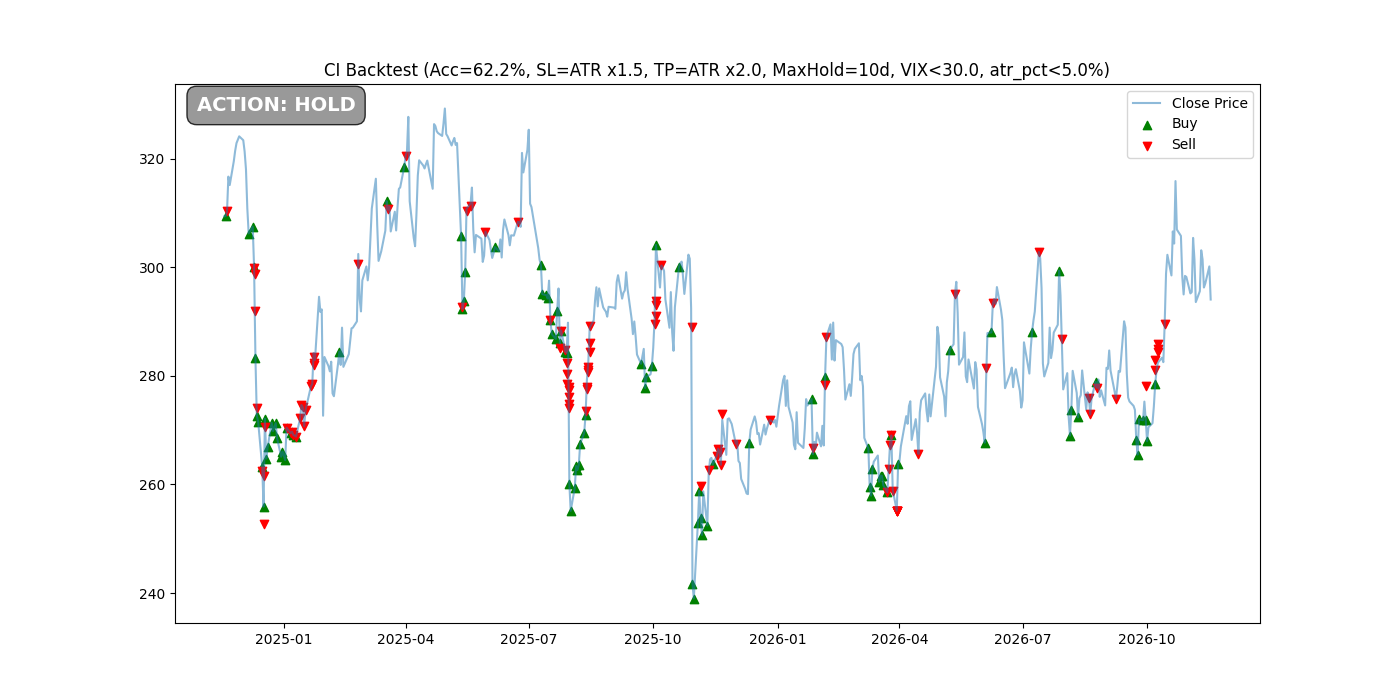 CI Backtest (Acc=62.2%, SL=ATR x1.5, TP=ATR x2.0, MaxHold=10d, VIX<30.0, atr_pct<5.0%)
ACTION: HOLD
Close Price
Buy
Sell
320
300
280
260
240
2025-01 2025-04 2025-07 2025-10 2026-01 2026-04 2026-07 2026-10